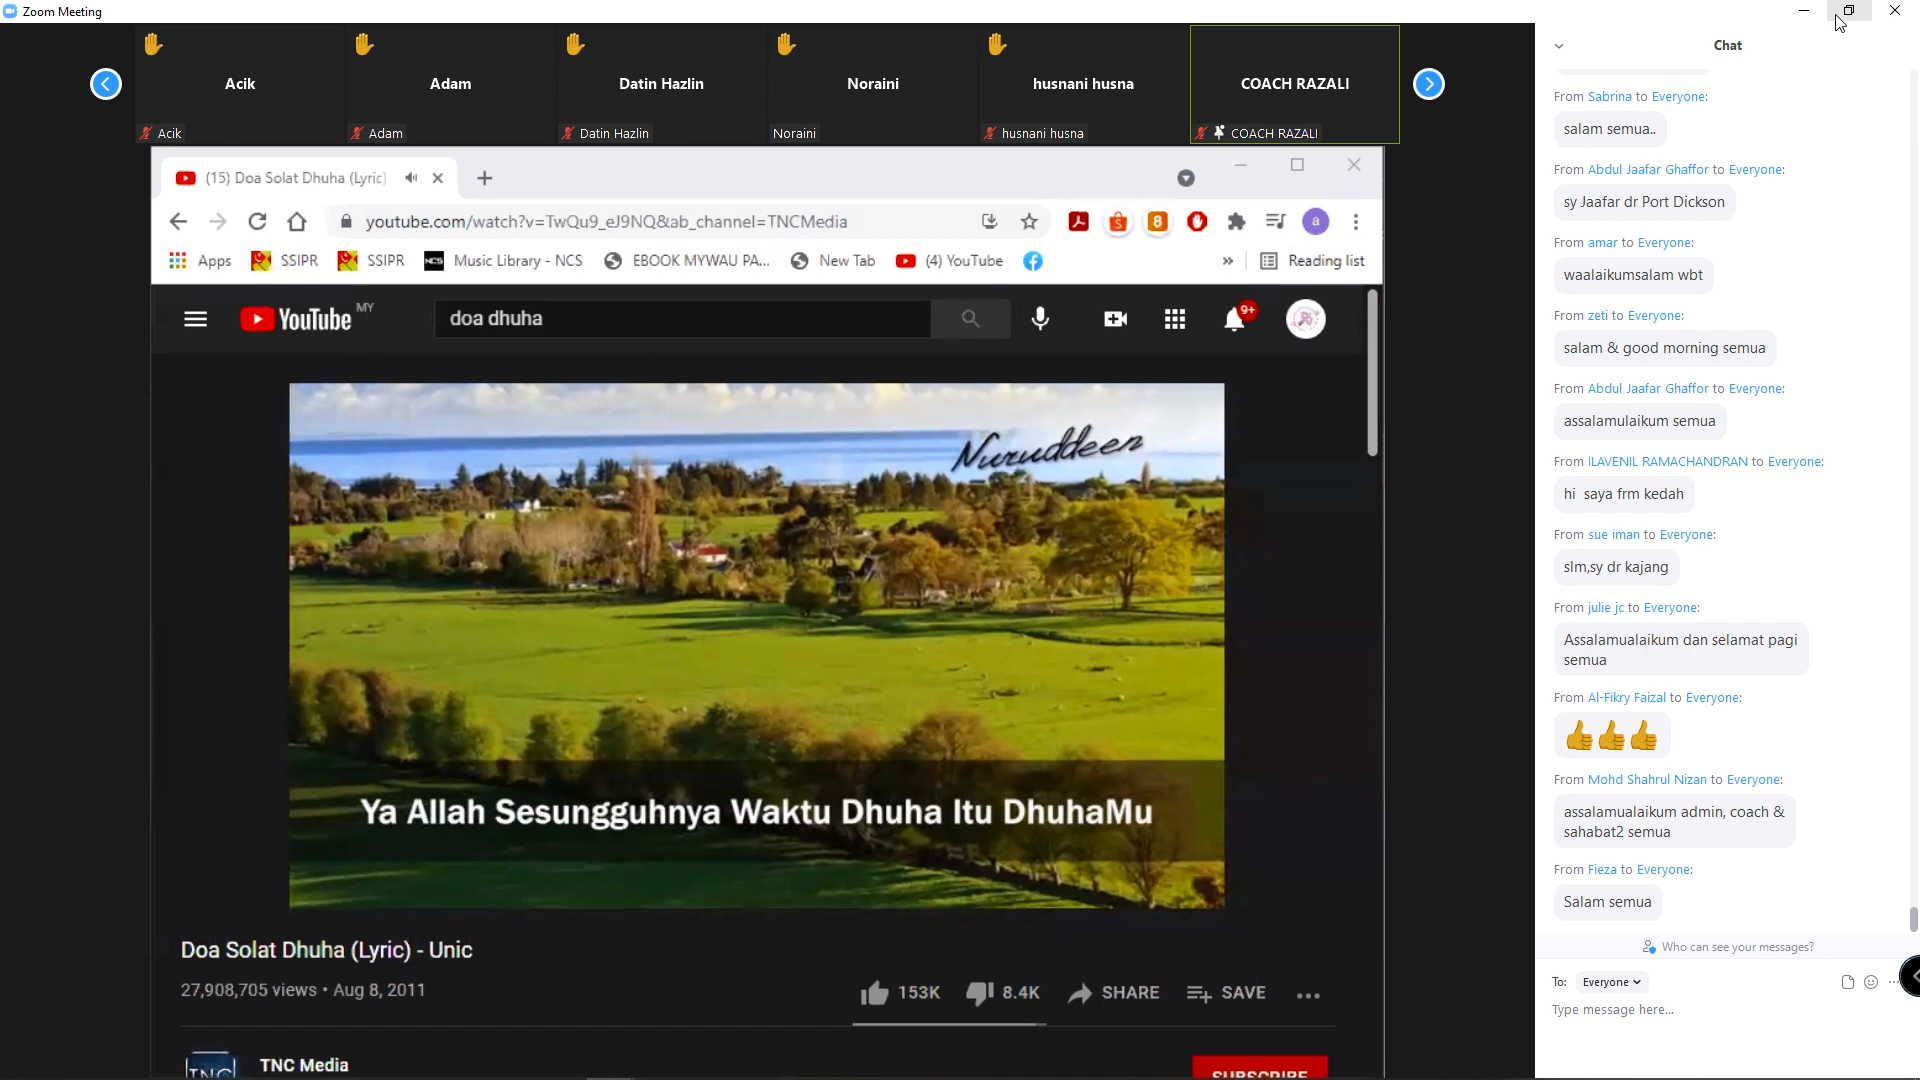 Zoom Meeting
Acik
Adam
Datin Hazlin
Noraini
husnani husna
COACH RAZALI
Acik
Adam
Datin Hazlin
Noraini
husnani husna
COACH RAZALI
(15) Doa Solat Dhuha (Lyric)
youtube.com/watch?v=TwQu9_eJ9NQ&ab_channel=TNCMedia
8
a
Apps
SSIPR
SSIPR
NCS
Music Library - NCS
EBOOK MYWAU PA...
New Tab
(4) YouTube
»
Reading list
YouTube MY
doa dhuha
9+
Nuruddeen
Ya Allah Sesungguhnya Waktu Dhuha Itu DhuhaMu
Doa Solat Dhuha (Lyric) - Unic
27,908,705 views • Aug 8, 2011
153K
8.4K
SHARE
SAVE
TNC
TNC Media
SUBSCRIBE
Chat
From Sabrina to Everyone:
salam semua..
From Abdul Jaafar Ghaffor to Everyone:
sy Jaafar dr Port Dickson
From amar to Everyone:
waalaikumsalam wbt
From zeti to Everyone:
salam & good morning semua
From Abdul Jaafar Ghaffor to Everyone:
assalamulaikum semua
From ILAVENIL RAMACHANDRAN to Everyone:
hi saya frm kedah
From sue iman to Everyone:
slm,sy dr kajang
From julie jc to Everyone:
Assalamualaikum dan selamat pagi
semua
From Al-Fikry Faizal to Everyone:
👍👍👍
From Mohd Shahrul Nizan to Everyone:
assalamualaikum admin, coach &
sahabat2 semua
From Fieza to Everyone:
Salam semua
Who can see your messages?
To: Everyone
Type message here...